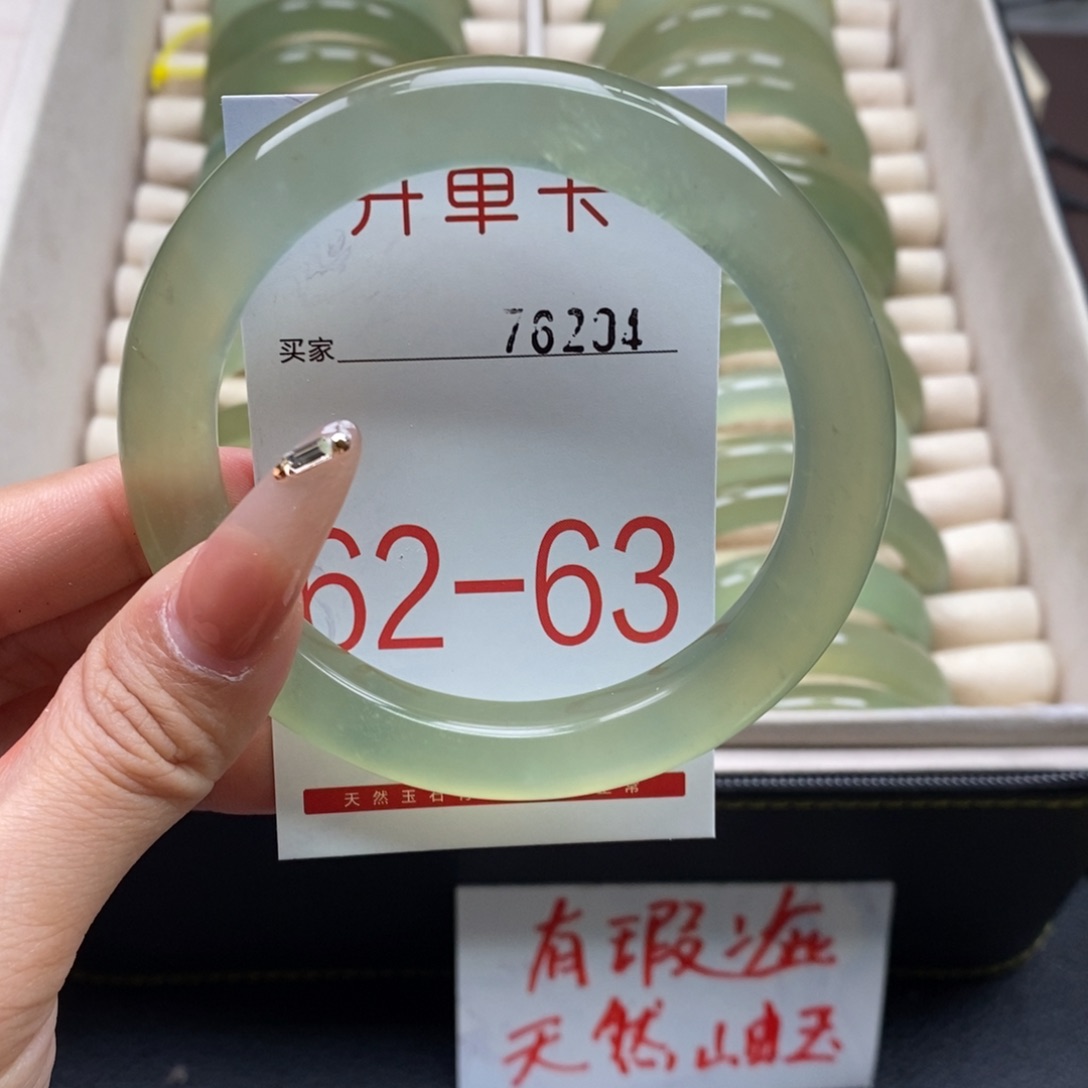 开单卡
买家 76204
62-63
天然玉石
有瑕疵
天然岫玉